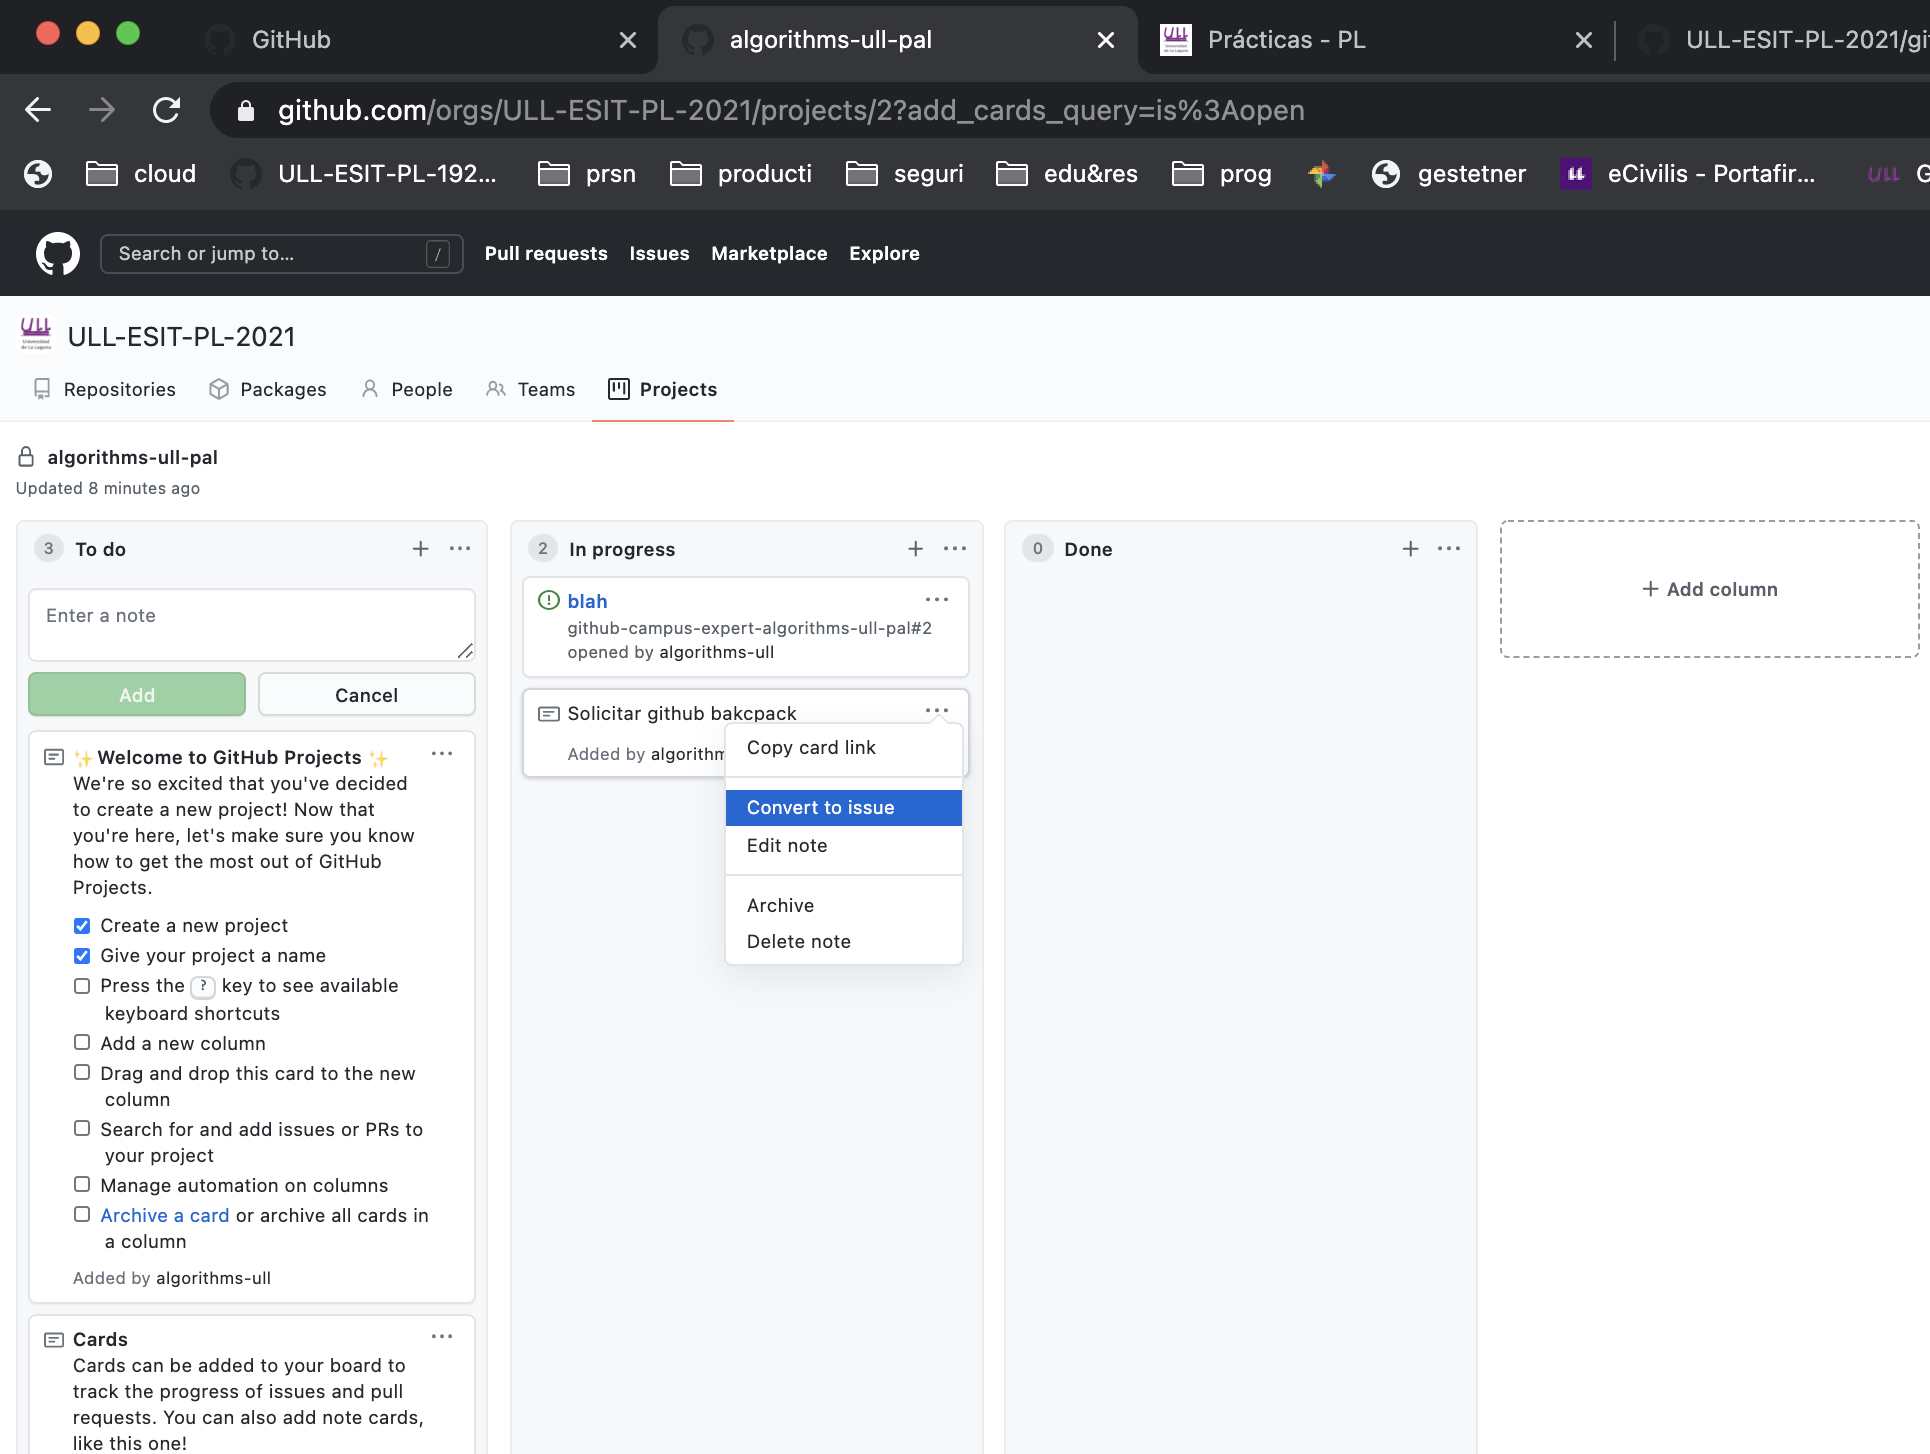 GitHub
algorithms-ull-pal
Prácticas - PL
ULL-ESIT-PL-2021/gi
github.com/orgs/ULL-ESIT-PL-2021/projects/2?add_cards_query=is%3Aopen
cloud
ULL-ESIT-PL-192...
prsn
producti
seguri
edu&res
prog
gestetner
eCivilis - Portafir...
Search or jump to...
/
Pull requests
Issues
Marketplace
Explore
ULL-ESIT-PL-2021
Repositories
Packages
People
Teams
Projects
algorithms-ull-pal
Updated 8 minutes ago
3 To do
Enter a note
Add
Cancel
✨ Welcome to GitHub Projects ✨
We're so excited that you've decided
to create a new project! Now that
you're here, let's make sure you know
how to get the most out of GitHub
Projects.
Create a new project
Give your project a name
Press the ? key to see available
keyboard shortcuts
Add a new column
Drag and drop this card to the new
column
Search for and add issues or PRs to
your project
Manage automation on columns
Archive a card or archive all cards in
a column
Added by algorithms-ull
Cards
Cards can be added to your board to
track the progress of issues and pull
requests. You can also add note cards,
like this one!
2 In progress
blah
github-campus-expert-algorithms-ull-pal#2
opened by algorithms-ull
Solicitar github bakcpack
Added by algorithm
Copy card link
Convert to issue
Edit note
Archive
Delete note
0 Done
+ Add column